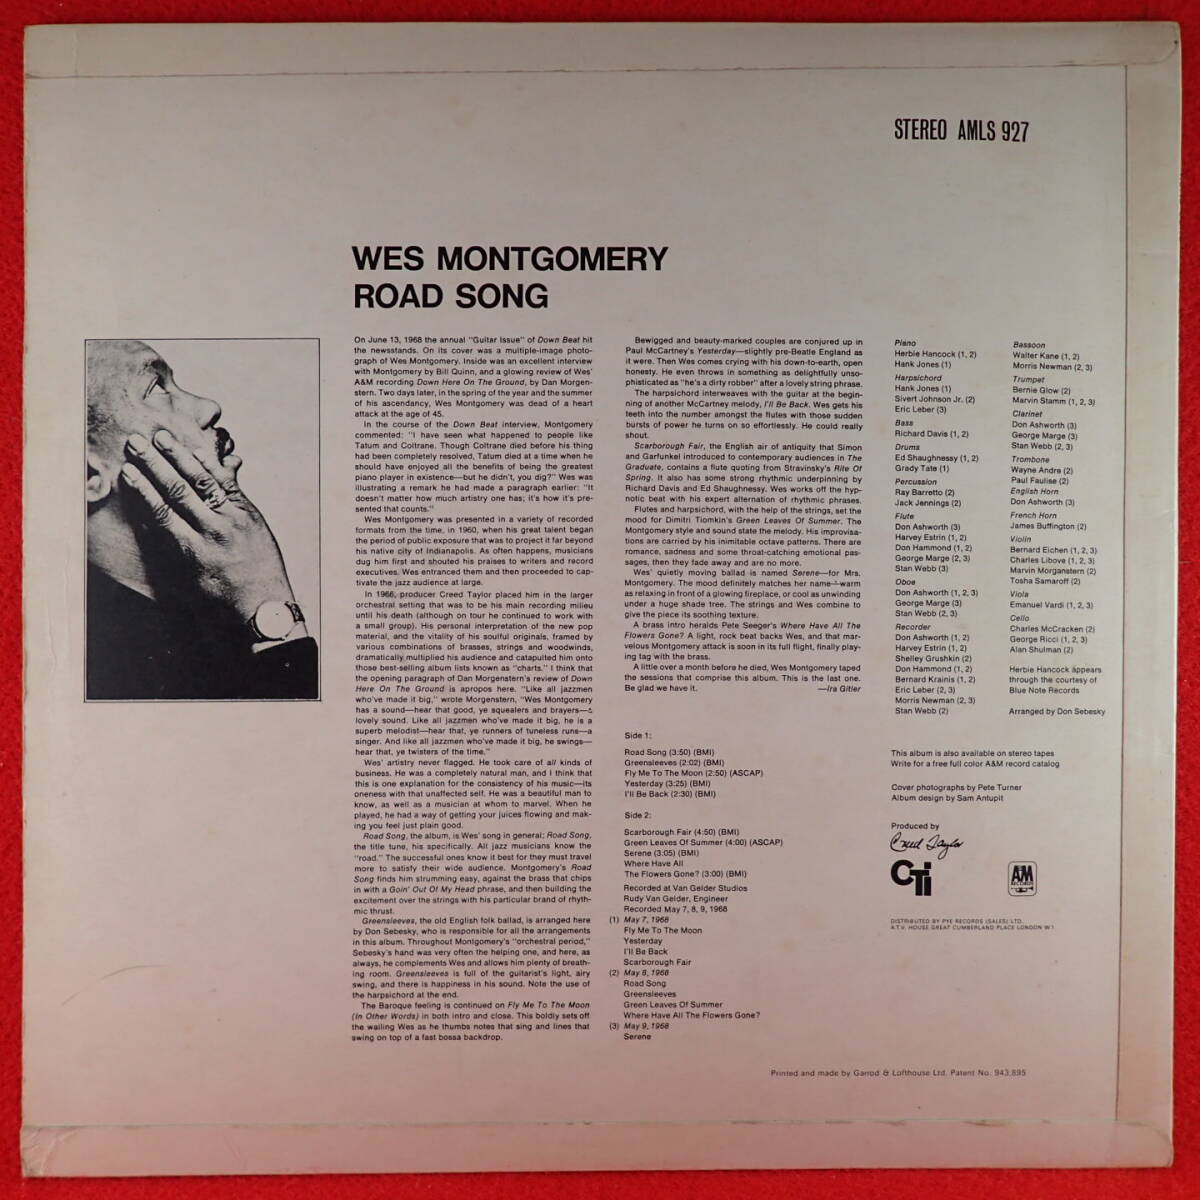 STEREO AMLS 927
WES MONTGOMERY
ROAD SONG
On June 13, 1968 the annual "Guitar Issue" of Down Beat hit
the newsstands. On its cover was a multiple-image photo-
graph of Wes Montgomery. Inside was an excellent interview
with Montgomery by Bill Quinn, and a glowing review of Wes'
A&M recording Down Here On The Ground, by Dan Morgen-
stern. Two days later, in the spring of the year and the summer
of his ascendancy, Wes Montgomery was dead of a heart
attack at the age of 45.
In the course of the Down Beat interview, Montgomery
commented: "I have seen what happened to people like
Tatum and Coltrane. Though Coltrane died before his thing
had been completely resolved, Tatum died at a time when he
should have enjoyed all the benefits of being the greatest
piano player in existence—but he didn't, you dig?" Wes was
illustrating a remark he had made a paragraph earlier: "It
doesn't matter how much artistry one has; it's how it's pre-
sented that counts."
Wes Montgomery was presented in a variety of recorded
formats from the time, in 1960, when his great talent began
the period of public exposure that was to project it far beyond
his native city of Indianapolis. As often happens, musicians
dug him first and shouted his praises to writers and record
executives. Wes entranced them and then proceeded to cap-
tivate the jazz audience at large.
In 1966, producer Creed Taylor placed him in the larger
orchestral setting that was to be his main recording milieu
until his death (although on tour he continued to work with
a small group). His personal interpretation of the new pop
material, and the vitality of his soulful originals, framed by
various combinations of brasses, strings and woodwinds,
dramatically multiplied his audience and catapulted him onto
those best-selling album lists known as "charts." I think that
the opening paragraph of Dan Morgenstern's review of Down
Here On The Ground is apropos here. "Like all jazzmen
who've made it big," wrote Morgenstern, "Wes Montgomery
has a sound—hear that good, ye squealers and brayers—a
lovely sound. Like all jazzmen who've made it big, he is a
superb melodist—hear that, ye runners of tuneless runs—a
singer. And like all jazzmen who've made it big, he swings—
hear that, ye twisters of the time."
Wes' artistry never flagged. He took care of all kinds of
business. He was a completely natural man, and I think that
this is one explanation for the consistency of his music—its
oneness with that unaffected self. He was a beautiful man to
know, as well as a musician at whom to marvel. When he
played, he had a way of getting your juices flowing and mak-
ing you feel just plain good.
Road Song, the album, is Wes' song in general; Road Song,
the title tune, his specifically. All jazz musicians know the
"road." The successful ones know it best for they must travel
more to satisfy their wide audience. Montgomery's Road
Song finds him strumming easy, against the brass that chips
in with a Goin' Out Of My Head phrase, and then building the
excitement over the strings with his particular brand of rhyth-
mic thrust.
Greensleeves, the old English folk ballad, is arranged here
by Don Sebesky, who is responsible for all the arrangements
in this album. Throughout Montgomery's "orchestral period,"
Sebesky's hand was very often the helping one, and here, as
always, he complements Wes and allows him plenty of breath-
ing room. Greensleeves is full of the guitarist's light, airy
swing, and there is happiness in his sound. Note the use of
the harpsichord at the end.
The Baroque feeling is continued on Fly Me To The Moon
(In Other Words) in both intro and close. This boldly sets off
the wailing Wes as he thumbs notes that sing and lines that
swing on top of a fast bossa backdrop.
Bewigged and beauty-marked couples are conjured up in
Paul McCartney's Yesterday—slightly pre-Beatle England as
it were. Then Wes comes crying with his down-to-earth, open
honesty. He even throws in something as delightfully unso-
phisticated as "he's a dirty robber" after a lovely string phrase.
The harpsichord interweaves with the guitar at the begin-
ning of another McCartney melody, I'll Be Back. Wes gets his
teeth into the number amongst the flutes with those sudden
bursts of power he turns on so effortlessly. He could really
shout.
Scarborough Fair, the English air of antiquity that Simon
and Garfunkel introduced to contemporary audiences in The
Graduate, contains a flute quoting from Stravinsky's Rite Of
Spring. It also has some strong rhythmic underpinning by
Richard Davis and Ed Shaughnessy. Wes works off the hyp-
notic beat with his expert alternation of rhythmic phrases.
Flutes and harpsichord, with the help of the strings, set the
mood for Dimitri Tiomkin's Green Leaves Of Summer. The
Montgomery style and sound state the melody. His improvisa-
tions are carried by his inimitable octave patterns. There are
romance, sadness and some throat-catching emotional pas-
sages, then they fade away and are no more.
Wes' quietly moving ballad is named Serene—for Mrs.
Montgomery. The mood definitely matches her name—warm
as relaxing in front of a glowing fireplace, or cool as unwinding
under a huge shade tree. The strings and Wes combine to
give the piece its soothing texture.
A brass intro heralds Pete Seeger's Where Have All The
Flowers Gone? A light, rock beat backs Wes, and that mar-
velous Montgomery attack is soon in its full flight, finally play-
ing tag with the brass.
A little over a month before he died, Wes Montgomery taped
the sessions that comprise this album. This is the last one.
Be glad we have it. —Ira Gitler
Side 1:
Road Song (3:50) (BMI)
Greensleeves (2:02) (BMI)
Fly Me To The Moon (2:50) (ASCAP)
Yesterday (3:25) (BMI)
I'll Be Back (2:30) (BMI)
Side 2:
Scarborough Fair (4:50) (BMI)
Green Leaves Of Summer (4:00) (ASCAP)
Serene (3:05) (BMI)
Where Have All
The Flowers Gone? (3:00) (BMI)
Recorded at Van Gelder Studios
Rudy Van Gelder, Engineer
Recorded May 7, 8, 9, 1968
(1) May 7, 1968
Fly Me To The Moon
Yesterday
I'll Be Back
Scarborough Fair
(2) May 8, 1968
Road Song
Greensleeves
Green Leaves Of Summer
Where Have All The Flowers Gone?
(3) May 9, 1968
Serene
Piano
Herbie Hancock (1, 2)
Hank Jones (1)
Harpsichord
Hank Jones (1)
Sivert Johnson Jr. (2)
Eric Leber (3)
Bass
Richard Davis (1, 2)
Drums
Ed Shaughnessy (1, 2)
Grady Tate (1)
Percussion
Ray Barretto (2)
Jack Jennings (2)
Flute
Don Ashworth (3)
Harvey Estrin (1, 2)
Don Hammond (1, 2)
George Marge (2, 3)
Stan Webb (3)
Oboe
Don Ashworth (1, 2, 3)
George Marge (3)
Stan Webb (2, 3)
Recorder
Don Ashworth (1, 2)
Harvey Estrin (1, 2)
Shelley Grushkin (2)
Don Hammond (1, 2)
Bernard Krainis (1, 2)
Eric Leber (2, 3)
Morris Newman (2, 3)
Stan Webb (2)
Bassoon
Walter Kane (1, 2)
Morris Newman (2, 3)
Trumpet
Bernie Glow (2)
Marvin Stamm (1, 2, 3)
Clarinet
Don Ashworth (3)
George Marge (3)
Stan Webb (2, 3)
Trombone
Wayne Andre (2)
Paul Faulise (2)
English Horn
Don Ashworth (3)
French Horn
James Buffington (2)
Violin
Bernard Eichen (1, 2, 3)
Charles Libove (1, 2, 3)
Marvin Morganstern (2)
Tosha Samaroff (2)
Viola
Emanuel Vardi (1, 2, 3)
Cello
Charles McCracken (2)
George Ricci (1, 2, 3)
Alan Shulman (2)
Herbie Hancock appears
through the courtesy of
Blue Note Records
Arranged by Don Sebesky
This album is also available on stereo tapes
Write for a free full color A&M record catalog
Cover photographs by Pete Turner
Album design by Sam Antupit
Produced by
Creed Taylor
CTi
A&M
RECORDS
DISTRIBUTED BY PYE RECORDS (SALES) LTD.,
A.T.V. HOUSE GREAT CUMBERLAND PLACE LONDON W.1.
Printed and made by Garrod & Lofthouse Ltd. Patent No. 943,895